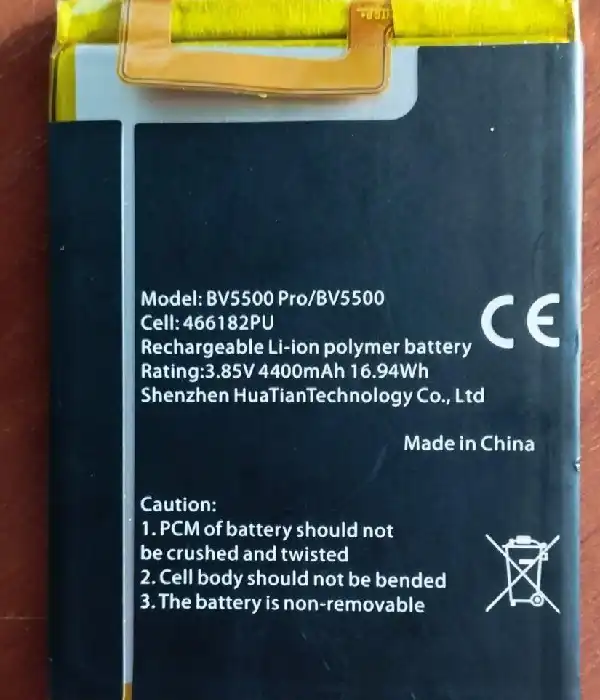 Model: BV5500 Pro/BV5500
Cell: 466182PU
Rechargeable Li-ion polymer battery
Rating:3.85V 4400mAh 16.94Wh
Shenzhen HuaTianTechnology Co., Ltd
CE
Made in China
Caution:
1. PCM of battery should not
be crushed and twisted
2. Cell body should not be bended
3. The battery is non-removable